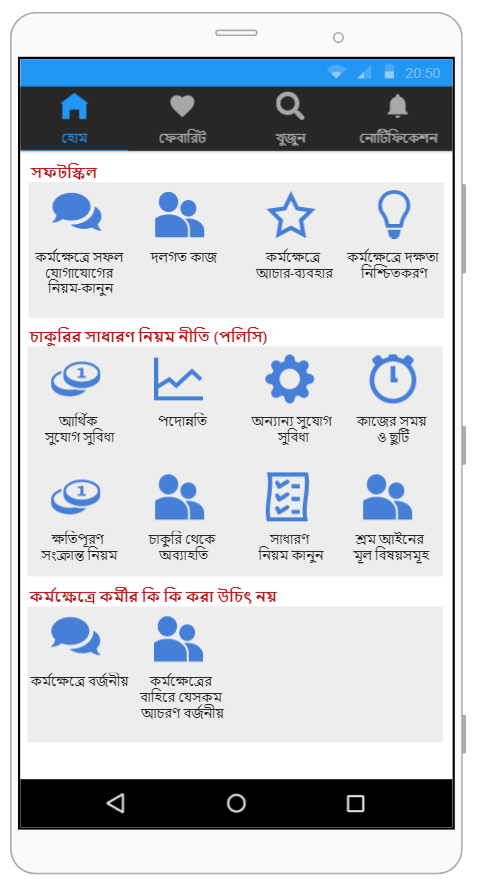 20:50
হোম ফেবারিট খুজুন নোটিফিকেশন
সফটস্কিল
কর্মক্ষেত্রে সফল
যোগাযোগের
নিয়ম-কানুন
দলগত কাজ
কর্মক্ষেত্রে
আচার-ব্যবহার
কর্মক্ষেত্রে দক্ষতা
নিশ্চিতকরণ
চাকুরির সাধারণ নিয়ম নীতি (পলিসি)
আর্থিক
সুযোগ সুবিধা
পদোন্নতি
অন্যান্য সুযোগ
সুবিধা
কাজের সময়
ও ছুটি
ক্ষতিপূরণ
সংক্রান্ত নিয়ম
চাকুরি থেকে
অব্যাহতি
সাধারণ
নিয়ম কানুন
শ্রম আইনের
মূল বিষয়সমূহ
কর্মক্ষেত্রে কর্মীর কি কি করা উচিৎ নয়
কর্মক্ষেত্রে বর্জনীয়
কর্মক্ষেত্রের
বাহিরে যেসকম
আচরণ বর্জনীয়